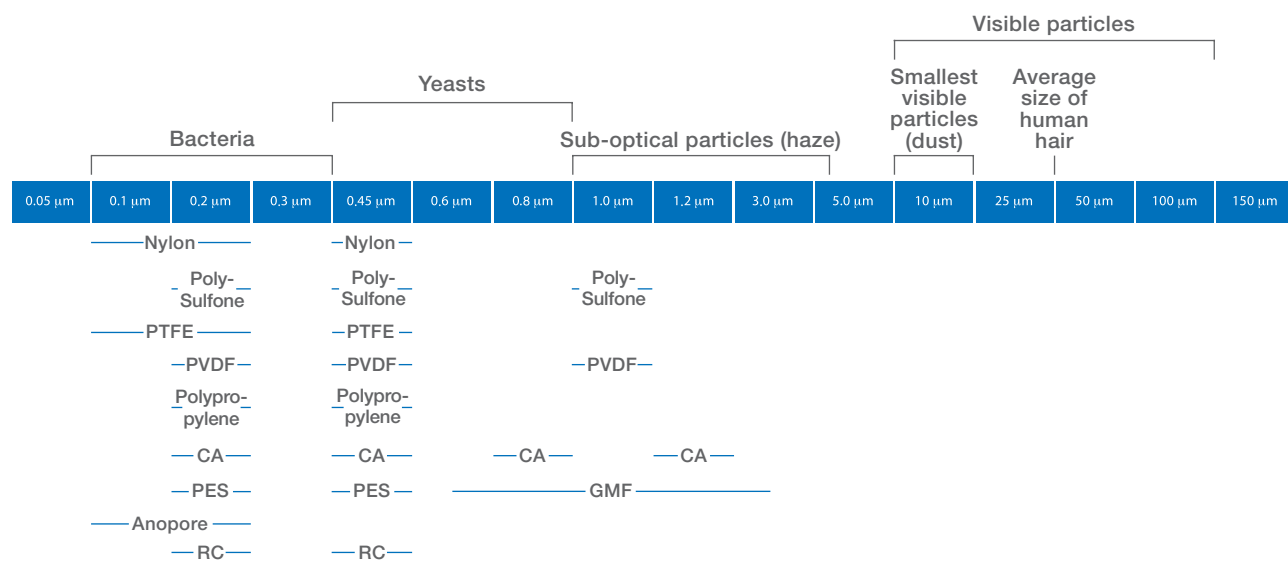 Visible particles
Smallest
visible
particles
(dust)
Average
size of
human
hair
Yeasts
Bacteria
Sub-optical particles (haze)
0.05 µm 0.1 µm 0.2 µm 0.3 µm 0.45 µm 0.6 µm 0.8 µm 1.0 µm 1.2 µm 3.0 µm 5.0 µm 10 µm 25 µm 50 µm 100 µm 150 µm
Nylon Nylon
Poly-
Sulfone
Poly-
Sulfone
Poly-
Sulfone
PTFE PTFE
PVDF PVDF PVDF
Polypro-
pylene
Polypro-
pylene
CA CA CA CA
PES PES GMF
Anopore
RC RC